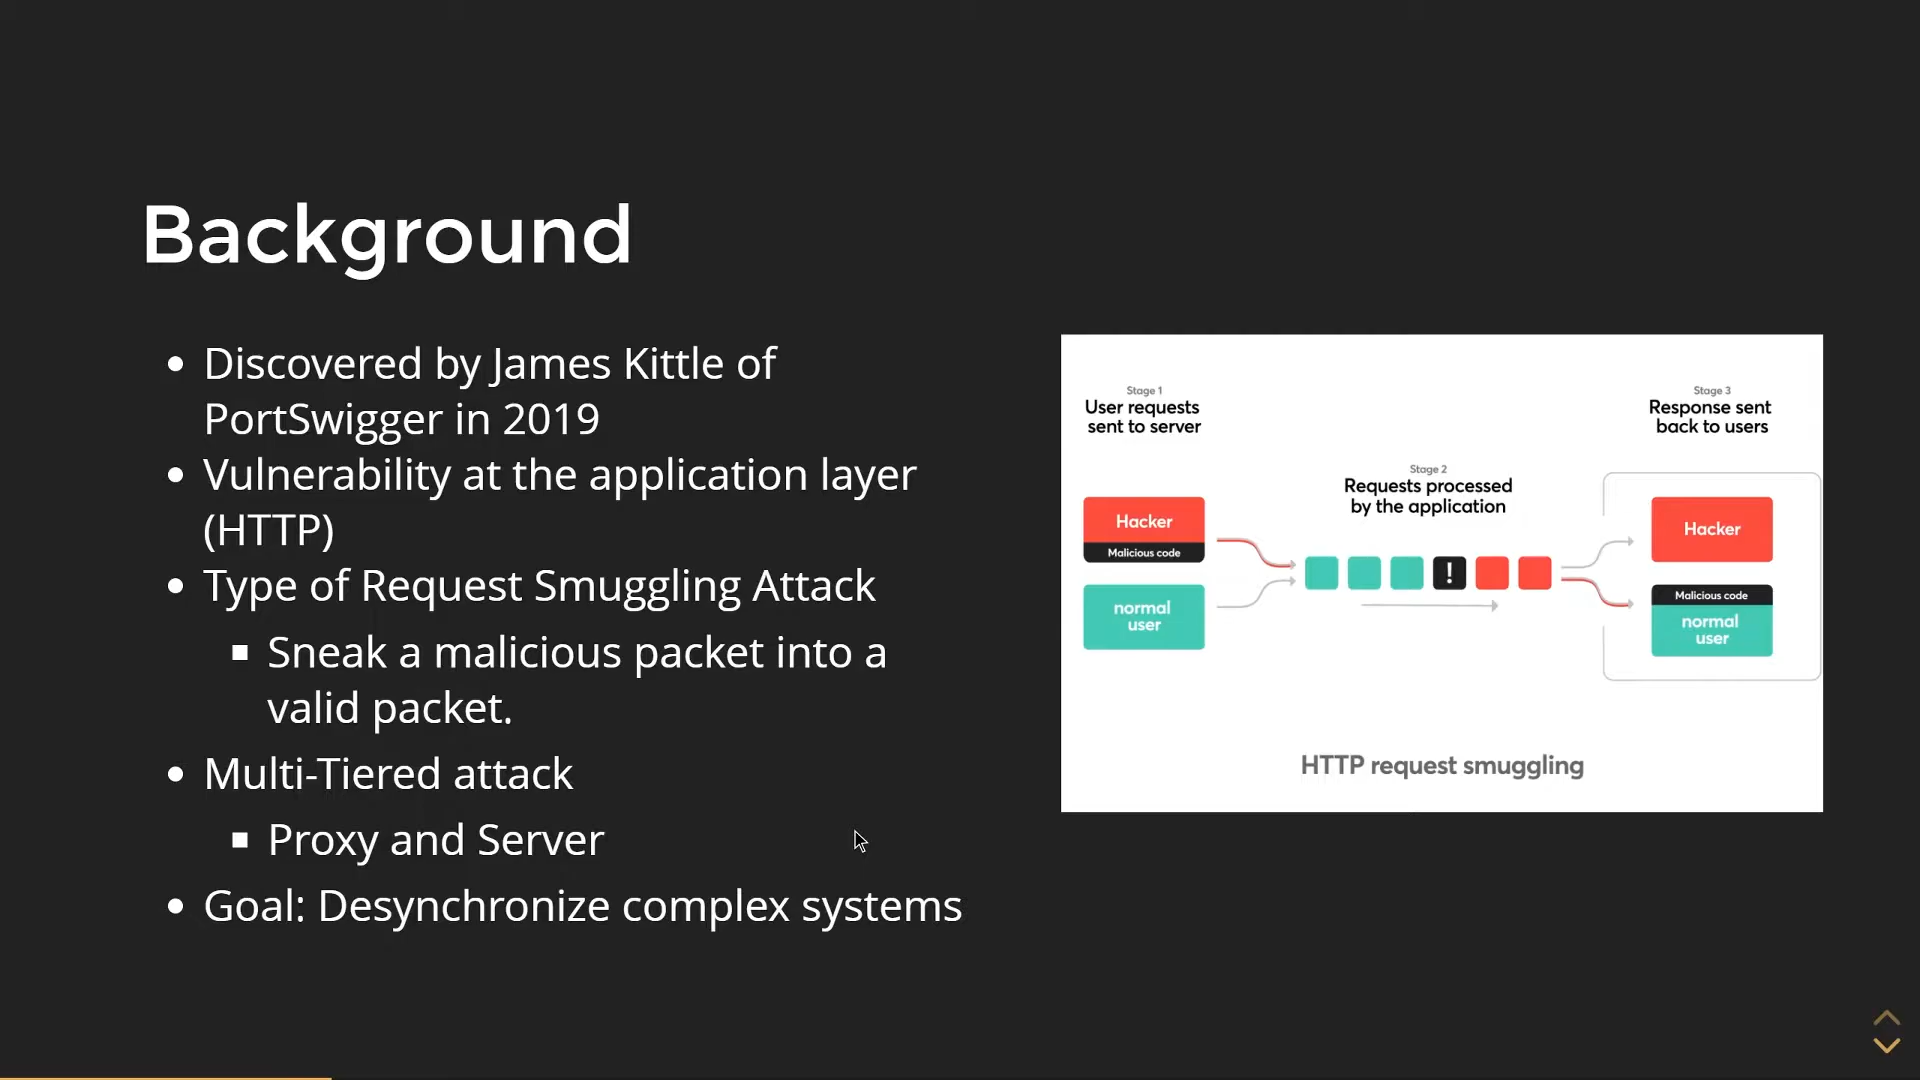 Background
Discovered by James Kittle of
PortSwigger in 2019
Vulnerability at the application layer
(HTTP)
Type of Request Smuggling Attack
Sneak a malicious packet into a
valid packet.
Multi-Tiered attack
Proxy and Server
Goal: Desynchronize complex systems
Stage 1
User requests
sent to server
Hacker
Malicious code
normal
user
Stage 2
Requests processed
by the application
!
Stage 3
Response sent
back to users
Hacker
Malicious code
normal
user
HTTP request smuggling